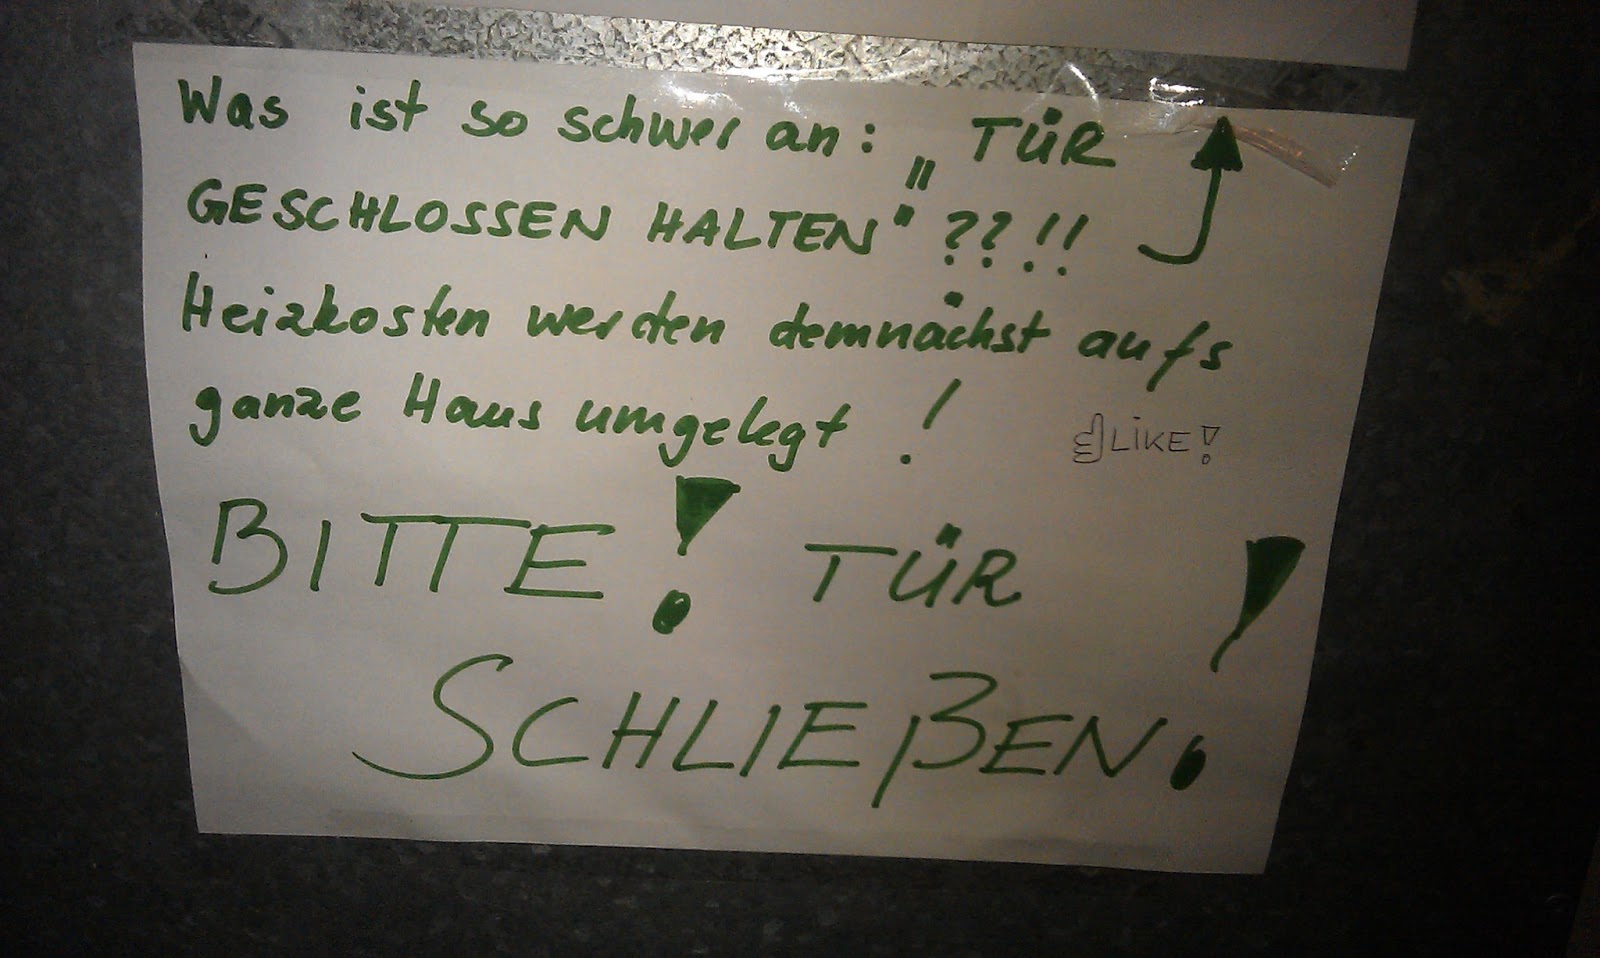 Was ist so schwer an: „TÜR
GESCHLOSSEN HALTEN" ??!!
Heizkosten werden demnächst aufs
ganze Haus umgelegt !
LIKE!
BITTE! TÜR
SCHLIEßEN!